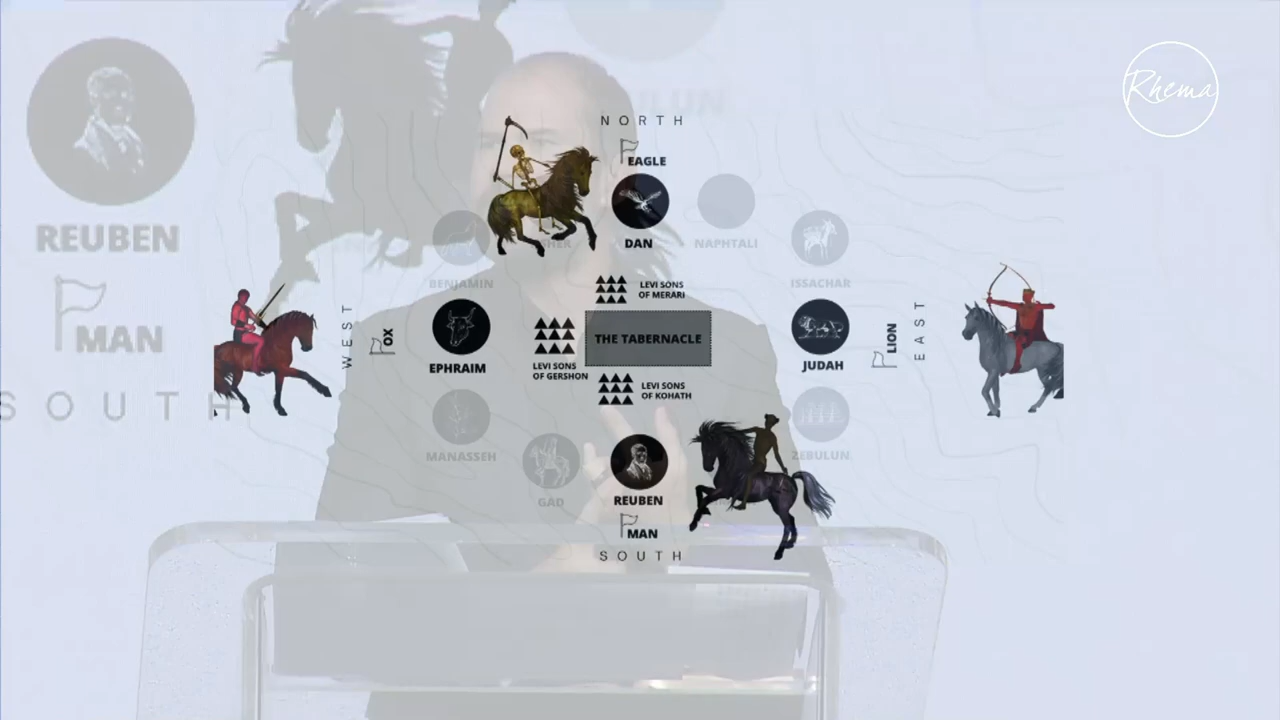 Rhema
NORTH
EAGLE
DAN
NAPHTALI
BENJAMIN
ISSACHAR
REUBEN
MAN
SOUTH
LEVI SONS
OF MERARI
WEST
OX
EPHRAIM
LEVI SONS
OF GERSHON
THE TABERNACLE
LEVI SONS
OF KOHATH
JUDAH
LION
EAST
MANASSEH
GAD
ZEBULUN
REUBEN
MAN
SOUTH